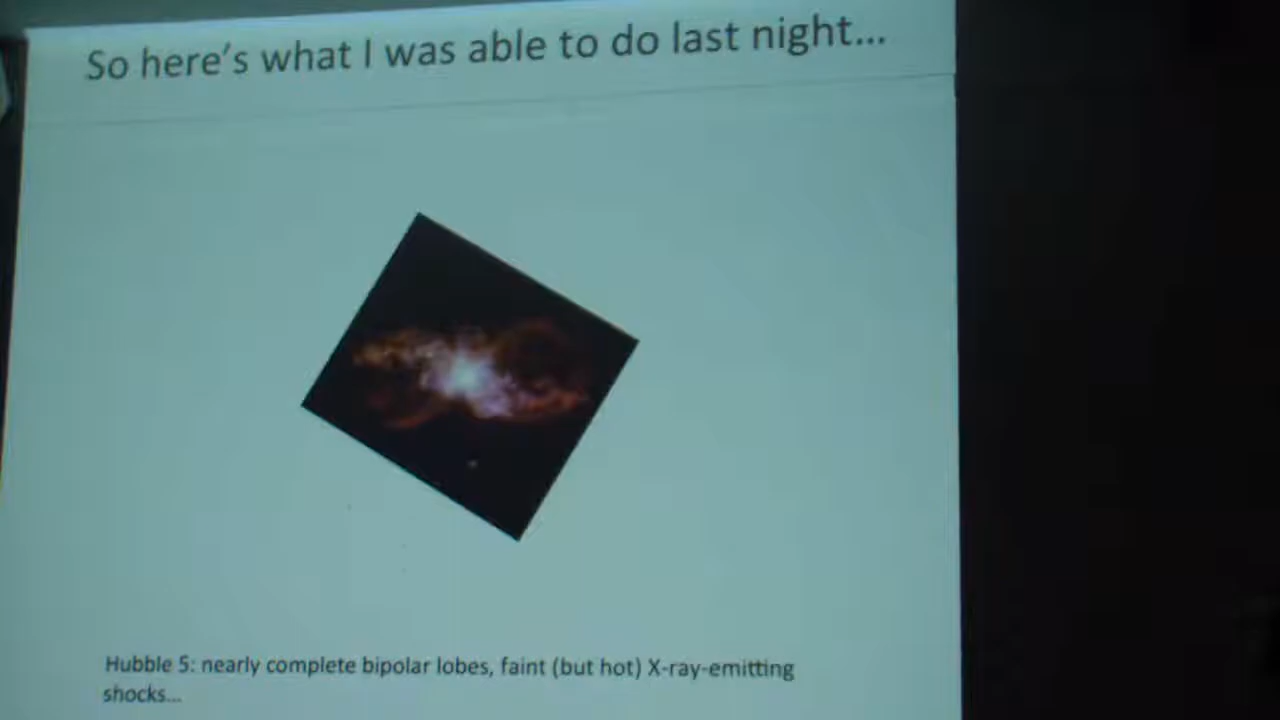 So here's what I was able to do last night...
Hubble 5: nearly complete bipolar lobes, faint (but hot) X-ray-emitting
shocks...